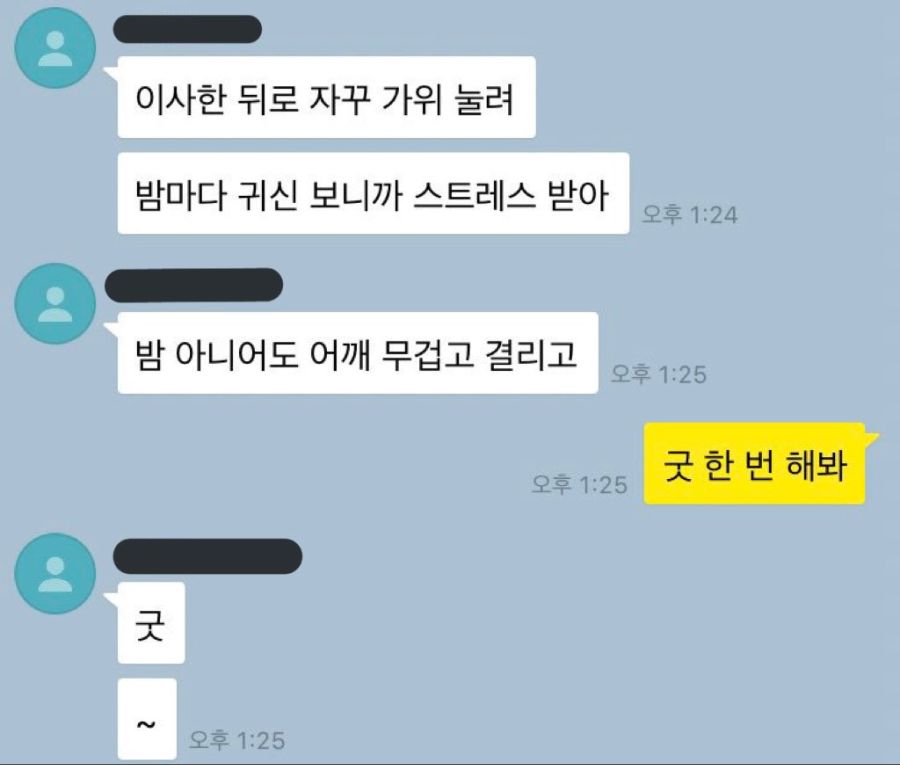 이사한 뒤로 자꾸 가위 눌려
밤마다 귀신 보니까 스트레스 받아
오후 1:24
밤 아니어도 어깨 무겁고 결리고
오후 1:25
굿 한 번 해봐
오후 1:25
굿
~
오후 1:25